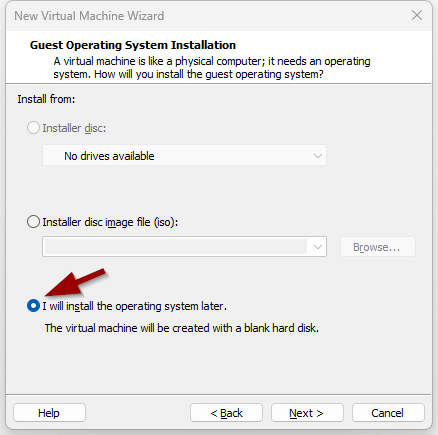 New Virtual Machine Wizard
Guest Operating System Installation
A virtual machine is like a physical computer; it needs an operating
system. How will you install the guest operating system?
Install from:
Installer disc:
No drives available
Installer disc image file (iso):
Browse...
I will install the operating system later.
The virtual machine will be created with a blank hard disk.
Help
< Back
Next >
Cancel